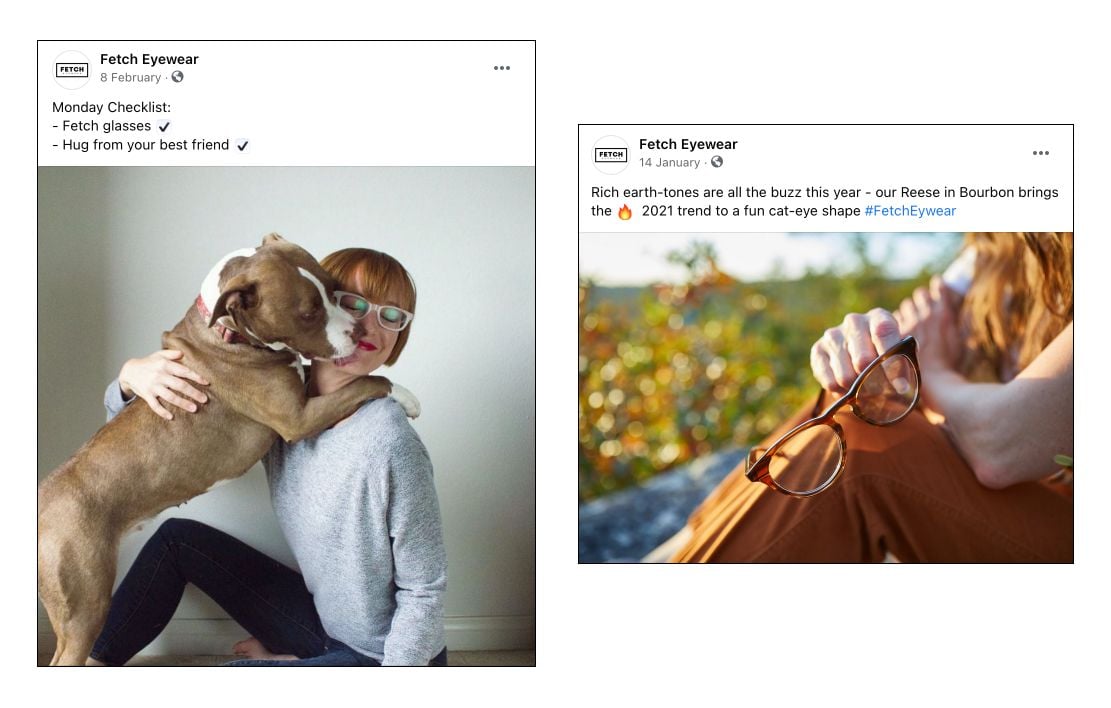 FETCH
Fetch Eyewear
8 February ·
Monday Checklist:
- Fetch glasses ✔
- Hug from your best friend ✔
FETCH
Fetch Eyewear
14 January ·
Rich earth-tones are all the buzz this year - our Reese in Bourbon brings
the 🔥 2021 trend to a fun cat-eye shape #FetchEywear